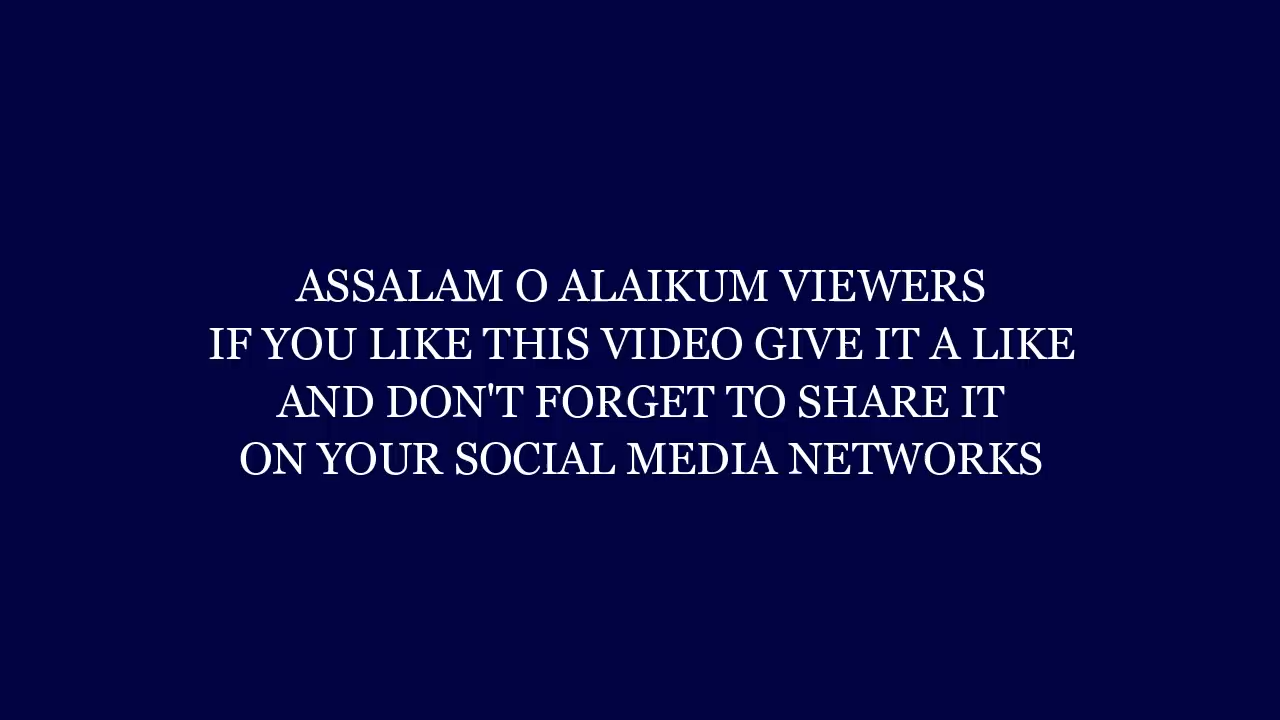 ASSALAM O ALAIKUM VIEWERS
IF YOU LIKE THIS VIDEO GIVE IT A LIKE
AND DON'T FORGET TO SHARE IT
ON YOUR SOCIAL MEDIA NETWORKS